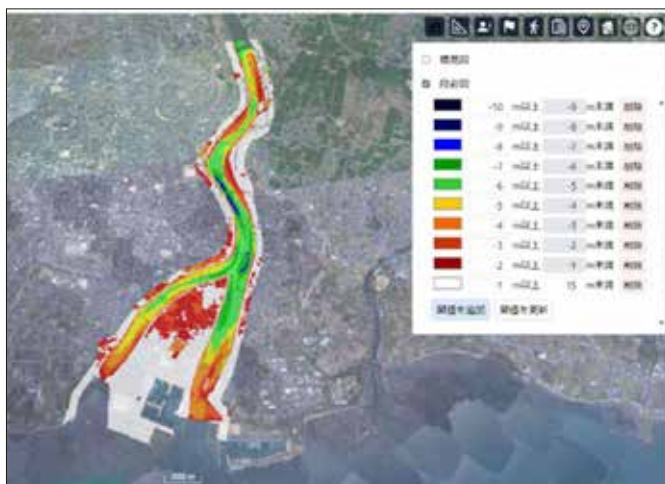 段彩図
-10 m以上 -9 m未満 削除
-9 m以上 -8 m未満 削除
-8 m以上 -7 m未満 削除
-7 m以上 -6 m未満 削除
-6 m以上 -5 m未満 削除
-5 m以上 -4 m未満 削除
-4 m以上 -3 m未満 削除
-3 m以上 -2 m未満 削除
-2 m以上 -1 m未満 削除
-1 m以上 15 m未満 削除
閾値を追加 閾値を更新